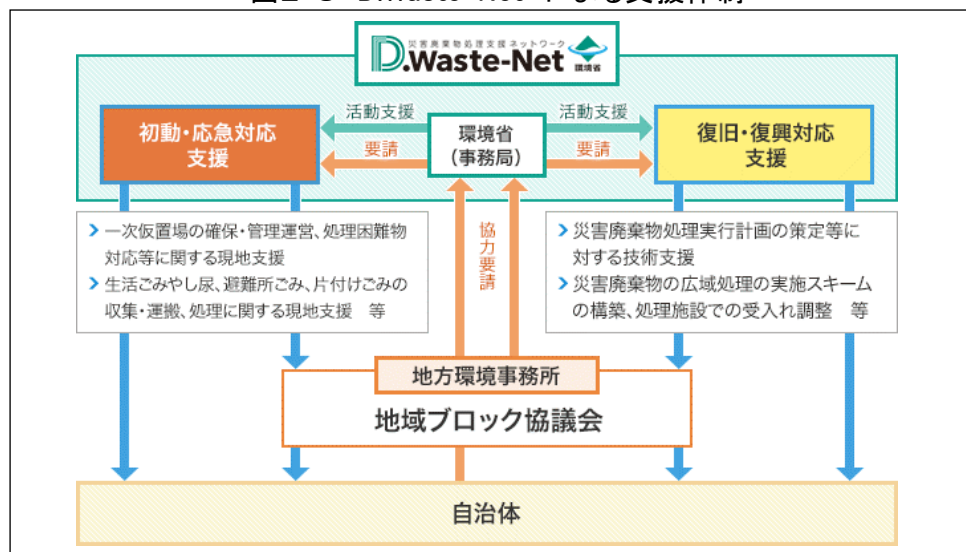 災害廃棄物処理支援ネットワーク
D.Waste-Net
環境省
活動支援
活動支援
初動・応急対応
支援
環境省
(事務局)
復旧・復興対応
支援
要請
要請
一次仮置場の確保・管理運営、処理困難物
対応等に関する現地支援
生活ごみやし尿、避難所ごみ、片付けごみの
収集・運搬、処理に関する現地支援 等
協力要請
災害廃棄物処理実行計画の策定等に
対する技術支援
災害廃棄物の広域処理の実施スキーム
の構築、処理施設での受入れ調整 等
地方環境事務所
地域ブロック協議会
自治体